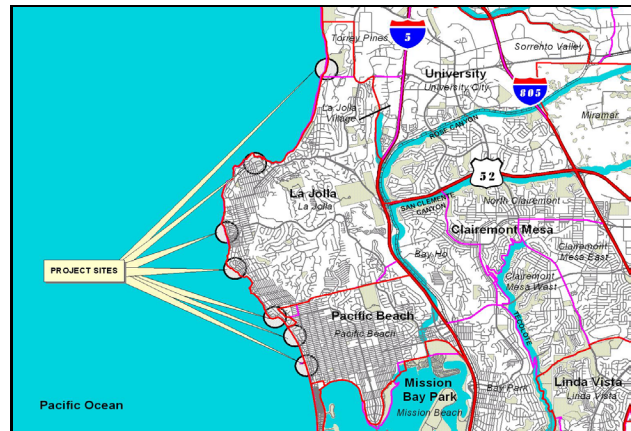 Torrey Pines
5
Sorrento Valley
University
University City
805
La Jolla
Village
Miramar
ROSE CANYON
52
La Jolla
La Jolla
SAN CLEMENTE
CANYON
North Clairemont
Clairemont Mesa
Bay Ho
Clairemont
Mesa East
PROJECT SITES
Clairemont
Mesa West
TECOLOTE
Pacific Beach
Pacific Beach
Mission
Bay Park
Mission Beach
Bay Park
Linda Vista
Linda Vista
Pacific Ocean